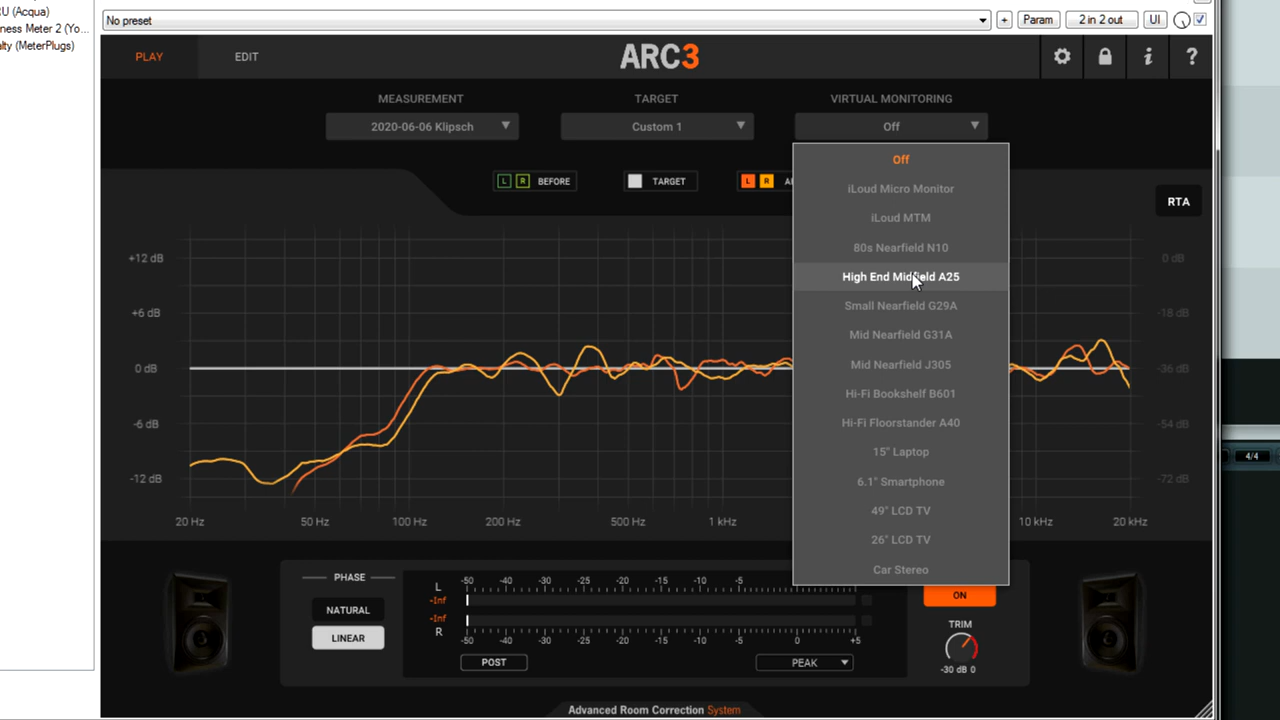 U (Acqua)
ness Meter 2 (Yo...
alty (MeterPlugs)
No preset
+
Param
2 in 2 out
UI
PLAY
EDIT
ARC3
i
?
MEASUREMENT
TARGET
VIRTUAL MONITORING
2020-06-06 Klipsch
Custom 1
Off
L R BEFORE
TARGET
L R A
RTA
Off
iLoud Micro Monitor
iLoud MTM
80s Nearfield N10
High End Midfield A25
Small Nearfield G29A
Mid Nearfield G31A
Mid Nearfield J305
Hi-Fi Bookshelf B601
Hi-Fi Floorstander A40
15" Laptop
6.1" Smartphone
49" LCD TV
26" LCD TV
Car Stereo
+12 dB
+6 dB
0 dB
-6 dB
-12 dB
0 dB
-18 dB
-36 dB
-54 dB
-72 dB
20 Hz 50 Hz 100 Hz 200 Hz 500 Hz 1 kHz 10 kHz 20 kHz
4/4
PHASE
NATURAL
LINEAR
L
-Inf
-Inf
R
-50 -40 -30 -20 -15 -10 -5
-50 -40 -30 -20 -15 -10 -5 0 +5
POST
PEAK
ON
TRIM
-30 dB 0
Advanced Room Correction System